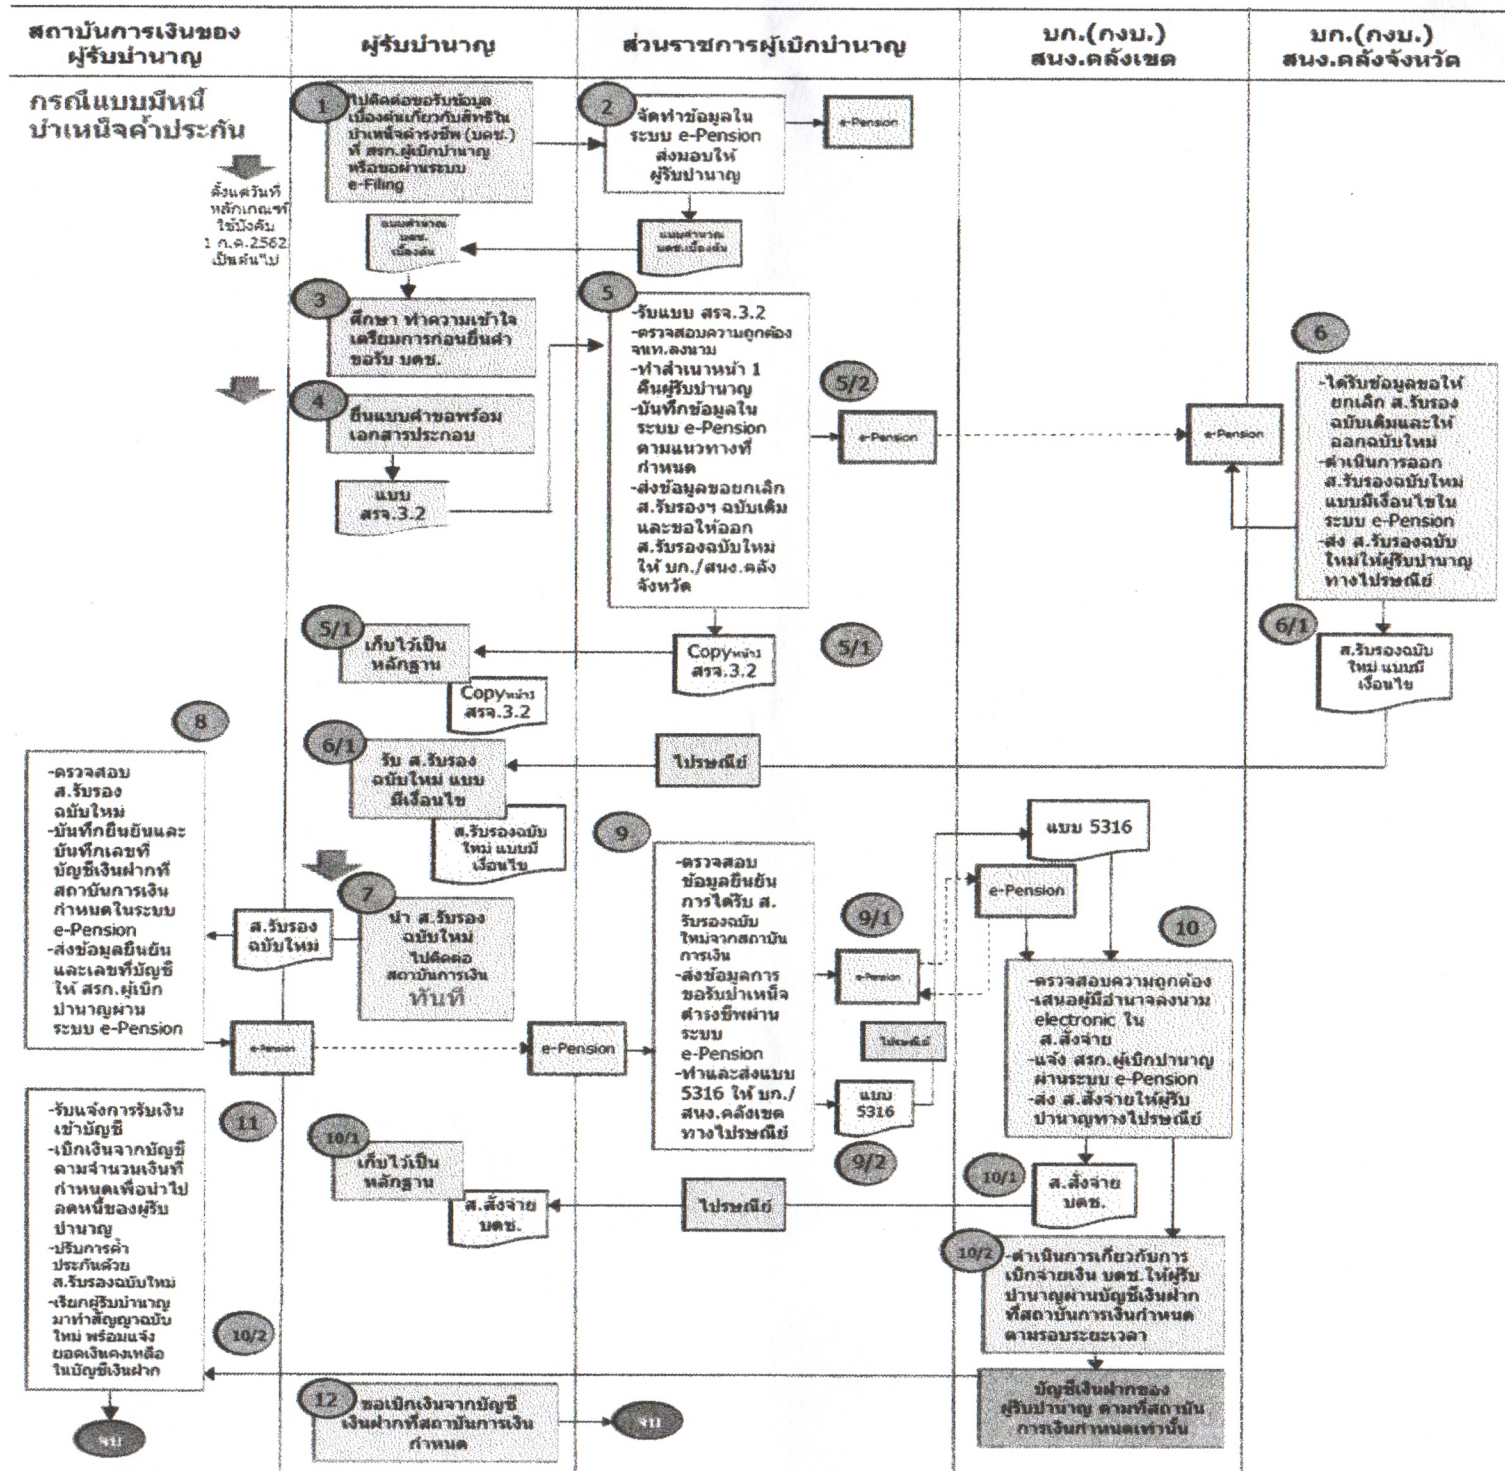 สถาบันการเงินของ
ผู้รับบำนาญ
ผู้รับบำนาญ
ส่วนราชการผู้เบิกบำนาญ
บก.(กงบ.)
สนง.คลังเขต
บก.(กงบ.)
สนง.คลังจังหวัด
กรณีแบบมีหนี้
บำเหน็จค้ำประกัน
ตั้งแต่วันที่
หลักเกณฑ์
ใช้บังคับ
1 ก.ค.2562
เป็นต้นไป
1
ไปติดต่อขอรับข้อมูล
เบื้องต้นเกี่ยวกับสิทธิใน
บำเหน็จดำรงชีพ (บดช.)
ที่ สรก.ผู้เบิกบำนาญ
หรือขอผ่านระบบ
e-Filing
2
จัดทำข้อมูลใน
ระบบ e-Pension
ส่งมอบให้
ผู้รับบำนาญ
e-Pension
แบบคำนวณ
บดช.
เบื้องต้น
แบบคำนวณ
บดช.เบื้องต้น
3
ศึกษา ทำความเข้าใจ
เตรียมการก่อนยื่นคำ
ขอรับ บดช.
4
ยื่นแบบคำขอพร้อม
เอกสารประกอบ
แบบ
สรจ.3.2
5
-รับแบบ สรจ.3.2
-ตรวจสอบความถูกต้อง
จนท.ลงนาม
-ทำสำเนาหน้า 1
คืนผู้รับบำนาญ
-บันทึกข้อมูลใน
ระบบ e-Pension
ตามแนวทางที่
กำหนด
-ส่งข้อมูลขอยกเลิก
ส.รับรองฯ ฉบับเดิม
และขอให้ออก
ส.รับรองฉบับใหม่
ให้ บก./สนง.คลัง
จังหวัด
5/2
e-Pension
e-Pension
6
-ได้รับข้อมูลขอให้
ยกเลิก ส.รับรอง
ฉบับเดิมและให้
ออกฉบับใหม่
-ดำเนินการออก
ส.รับรองฉบับใหม่
แบบมีเงื่อนไขใน
ระบบ e-Pension
-ส่ง ส.รับรองฉบับ
ใหม่ให้ผู้รับบำนาญ
ทางไปรษณีย์
5/1
เก็บไว้เป็น
หลักฐาน
Copyหน้า1
สรจ.3.2
Copyหน้า1
สรจ.3.2
5/1
6/1
ส.รับรองฉบับ
ใหม่ แบบมี
เงื่อนไข
6/1
รับ ส.รับรอง
ฉบับใหม่ แบบ
มีเงื่อนไข
ส.รับรองฉบับ
ใหม่ แบบมี
เงื่อนไข
ไปรษณีย์
7
นำ ส.รับรอง
ฉบับใหม่
ไปติดต่อ
สถาบันการเงิน
ทันที
ส.รับรอง
ฉบับใหม่
8
-ตรวจสอบ
ส.รับรอง
ฉบับใหม่
-บันทึกยืนยันและ
บันทึกเลขที่
บัญชีเงินฝากที่
สถาบันการเงิน
กำหนดในระบบ
e-Pension
-ส่งข้อมูลยืนยัน
และเลขที่บัญชี
ให้ สรก.ผู้เบิก
บำนาญผ่าน
ระบบ e-Pension
e-Pension
e-Pension
9
-ตรวจสอบ
ข้อมูลยืนยัน
การได้รับ ส.
รับรองฉบับ
ใหม่จากสถาบัน
การเงิน
-ส่งข้อมูลการ
ขอรับบำเหน็จ
ดำรงชีพผ่าน
ระบบ
e-Pension
-ทำและส่งแบบ
5316 ให้ บก./
สนง.คลังเขต
ทางไปรษณีย์
9/1
e-Pension
ไปรษณีย์
แบบ
5316
9/2
แบบ 5316
e-Pension
10
-ตรวจสอบความถูกต้อง
-เสนอผู้มีอำนาจลงนาม
electronic ใน
ส.สั่งจ่าย
-แจ้ง สรก.ผู้เบิกบำนาญ
ผ่านระบบ e-Pension
-ส่ง ส.สั่งจ่ายให้ผู้รับ
บำนาญทางไปรษณีย์
10/1
ส.สั่งจ่าย
บดช.
ไปรษณีย์
10/1
เก็บไว้เป็น
หลักฐาน
ส.สั่งจ่าย
บดช.
10/2
-ดำเนินการเกี่ยวกับการ
เบิกจ่ายเงิน บดช.ให้ผู้รับ
บำนาญผ่านบัญชีเงินฝาก
ที่สถาบันการเงินกำหนด
ตามรอบระยะเวลา
บัญชีเงินฝากของ
ผู้รับบำนาญ ตามที่สถาบัน
การเงินกำหนดเท่านั้น
11
-รับแจ้งการรับเงิน
เข้าบัญชี
-เบิกเงินจากบัญชี
ตามจำนวนเงินที่
กำหนดเพื่อนำไป
ลดหนี้ของผู้รับ
บำนาญ
-ปรับการค้ำ
ประกันด้วย
ส.รับรองฉบับใหม่
-เรียกผู้รับบำนาญ
มาทำสัญญาฉบับ
ใหม่ พร้อมแจ้ง
ยอดเงินคงเหลือ
ในบัญชีเงินฝาก
10/2
จบ
12
ขอเบิกเงินจากบัญชี
เงินฝากที่สถาบันการเงิน
กำหนด
จบ